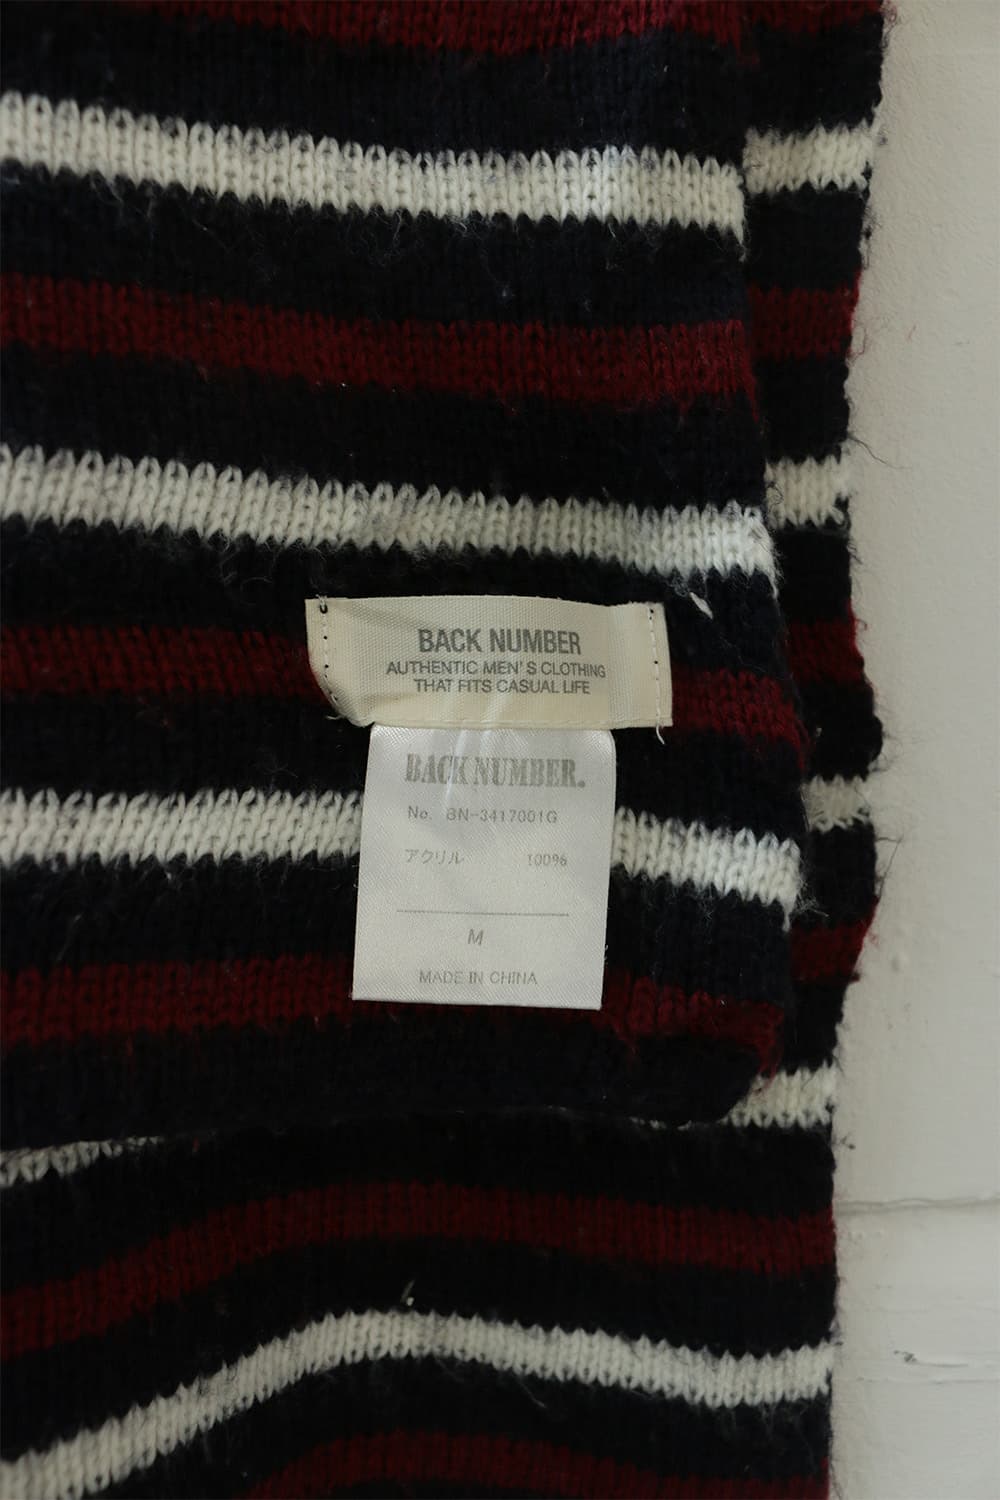 BACK NUMBER
AUTHENTIC MEN'S CLOTHING
THAT FITS CASUAL LIFE
BACK NUMBER.
No. BN-3417001G
アクリル 100%
M
MADE IN CHINA